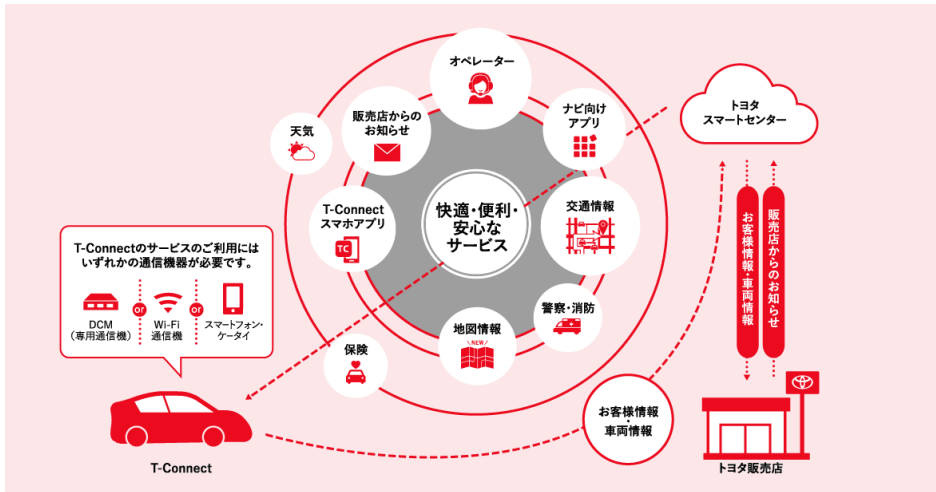 オペレーター
販売店からの
お知らせ
ナビ向け
アプリ
天気
T-Connect
スマホアプリ
快適・便利・
安心な
サービス
交通情報
警察・消防
地図情報
NEW
保険
トヨタ
スマートセンター
お客様情報・車両情報
販売店からのお知らせ
T-Connectのサービスのご利用には
いずれかの通信機器が必要です。
or
or
DCM
(専用通信機)
Wi-Fi
通信機
スマートフォン・
ケータイ
TC
T-Connect
お客様情報
・
車両情報
トヨタ販売店